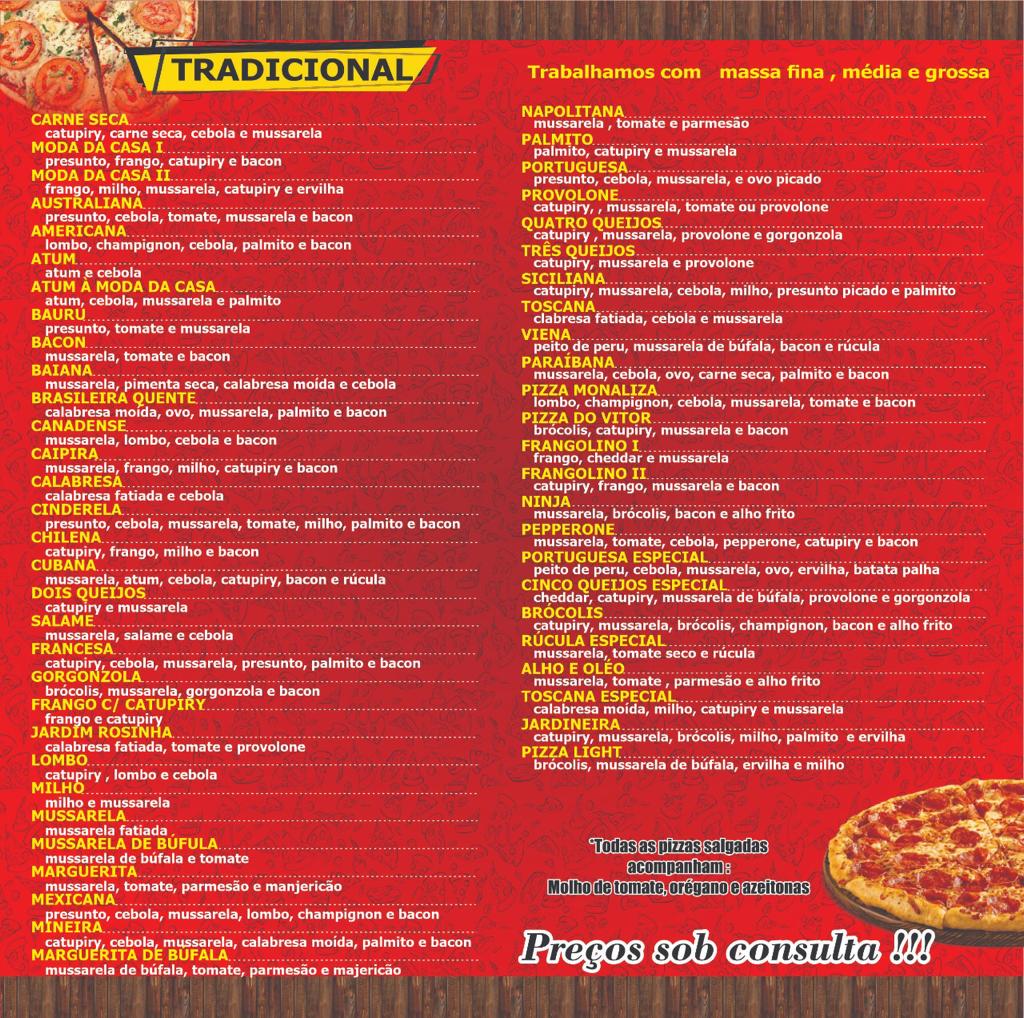 TRADICIONAL
CARNE SECA
catupiry, carne seca, cebola e mussarela
MODA DA CASA I
presunto, frango, catupiry e bacon
MODA DA CASA II
frango, milho, mussarela, catupiry e ervilha
AUSTRALIANA
presunto, cebola, tomate, mussarela e bacon
AMERICANA
lombo, champignon, cebola, palmito e bacon
ATUM
atum e cebola
ATUM À MODA DA CASA
atum, cebola, mussarela e palmito
BAURU
presunto, tomate e mussarela
BACON
mussarela, tomate e bacon
BAIANA
mussarela, pimenta seca, calabresa moída e cebola
BRASILEIRA QUENTE
calabresa moída, ovo, mussarela, palmito e bacon
CANADENSE
mussarela, lombo, cebola e bacon
CAIPIRA
mussarela, frango, milho, catupiry e bacon
CALABRESA
calabresa fatiada e cebola
CINDERELA
presunto, cebola, mussarela, tomate, milho, palmito e bacon
CHILENA
catupiry, frango, milho e bacon
CUBANA
mussarela, atum, cebola, catupiry, bacon e rúcula
DOIS QUEIJOS
catupiry e mussarela
SALAME
mussarela, salame e cebola
FRANCESA
catupiry, cebola, mussarela, presunto, palmito e bacon
GORGONZOLA
brócolis, mussarela, gorgonzola e bacon
FRANGO C/ CATUPIRY
frango e catupiry
JARDIM ROSINHA
calabresa fatiada, tomate e provolone
LOMBO
catupiry , lombo e cebola
MILHO
milho e mussarela
MUSSARELA
mussarela fatiada
MUSSARELA DE BÚFULA
mussarela de búfala e tomate
MARGUERITA
mussarela, tomate, parmesão e manjericão
MEXICANA
presunto, cebola, mussarela, lombo, champignon e bacon
MINEIRA
catupiry, cebola, mussarela, calabresa moída, palmito e bacon
MARGUERITA DE BUFALA
mussarela de búfala, tomate, parmesão e majericão
Trabalhamos com massa fina , média e grossa
NAPOLITANA
mussarela , tomate e parmesão
PALMITO
palmito, catupiry e mussarela
PORTUGUESA
presunto, cebola, mussarela, e ovo picado
PROVOLONE
catupiry, , mussarela, tomate ou provolone
QUATRO QUEIJOS
catupiry , mussarela, provolone e gorgonzola
TRÊS QUEIJOS
catupiry, mussarela e provolone
SICILIANA
catupiry, mussarela, cebola, milho, presunto picado e palmito
TOSCANA
clabresa fatiada, cebola e mussarela
VIENA
peito de peru, mussarela de búfala, bacon e rúcula
PARAÍBANA
mussarela, cebola, ovo, carne seca, palmito e bacon
PIZZA MONALIZA
lombo, champignon, cebola, mussarela, tomate e bacon
PIZZA DO VITOR
brócolis, catupiry, mussarela e bacon
FRANGOLINO I
frango, cheddar e mussarela
FRANGOLINO II
catupiry, frango, mussarela e bacon
NINJA
mussarela, brócolis, bacon e alho frito
PEPPERONE
mussarela, tomate, cebola, pepperone, catupiry e bacon
PORTUGUESA ESPECIAL
peito de peru, cebola, mussarela, ovo, ervilha, batata palha
CINCO QUEIJOS ESPECIAL
cheddar, catupiry, mussarela de búfala, provolone e gorgonzola
BRÓCOLIS
catupiry, mussarela, brócolis, champignon, bacon e alho frito
RÚCULA ESPECIAL
mussarela, tomate seco e rúcula
ALHO E OLÉO
mussarela, tomate , parmesão e alho frito
TOSCANA ESPECIAL
calabresa moída, milho, catupiry e mussarela
JARDINEIRA
catupiry, mussarela, brócolis, milho, palmito e ervilha
PIZZA LIGHT
brócolis, mussarela de búfala, ervilha e milho
*Todas as pizzas salgadas
acompanham :
Molho de tomate, orégano e azeitonas
Preços sob consulta !!!